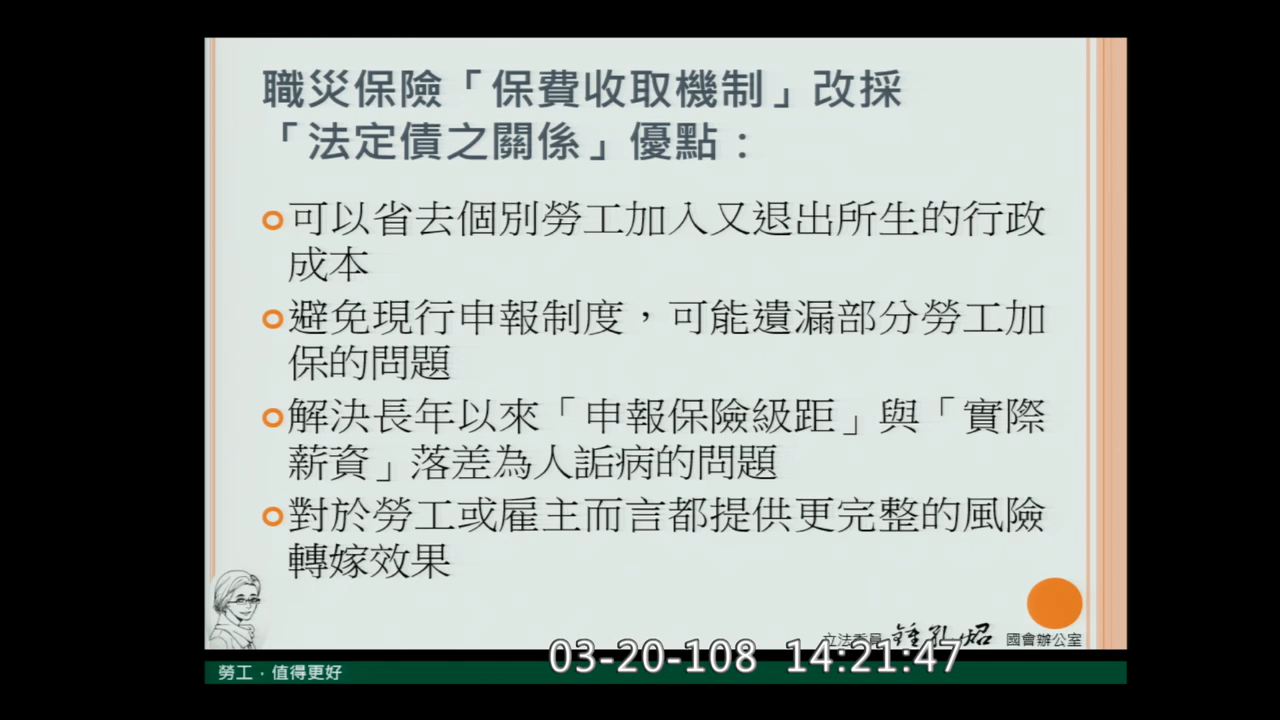 職災保險「保費收取機制」改採
「法定債之關係」優點：
可以省去個別勞工加入又退出所生的行政
成本
避免現行申報制度，可能遺漏部分勞工加
保的問題
解決長年以來「申報保險級距」與「實際
薪資」落差為人詬病的問題
對於勞工或雇主而言都提供更完整的風險
轉嫁效果
立法委員 鍾孔炤 國會辦公室
03-20-108 14:21:47
勞工．值得更好